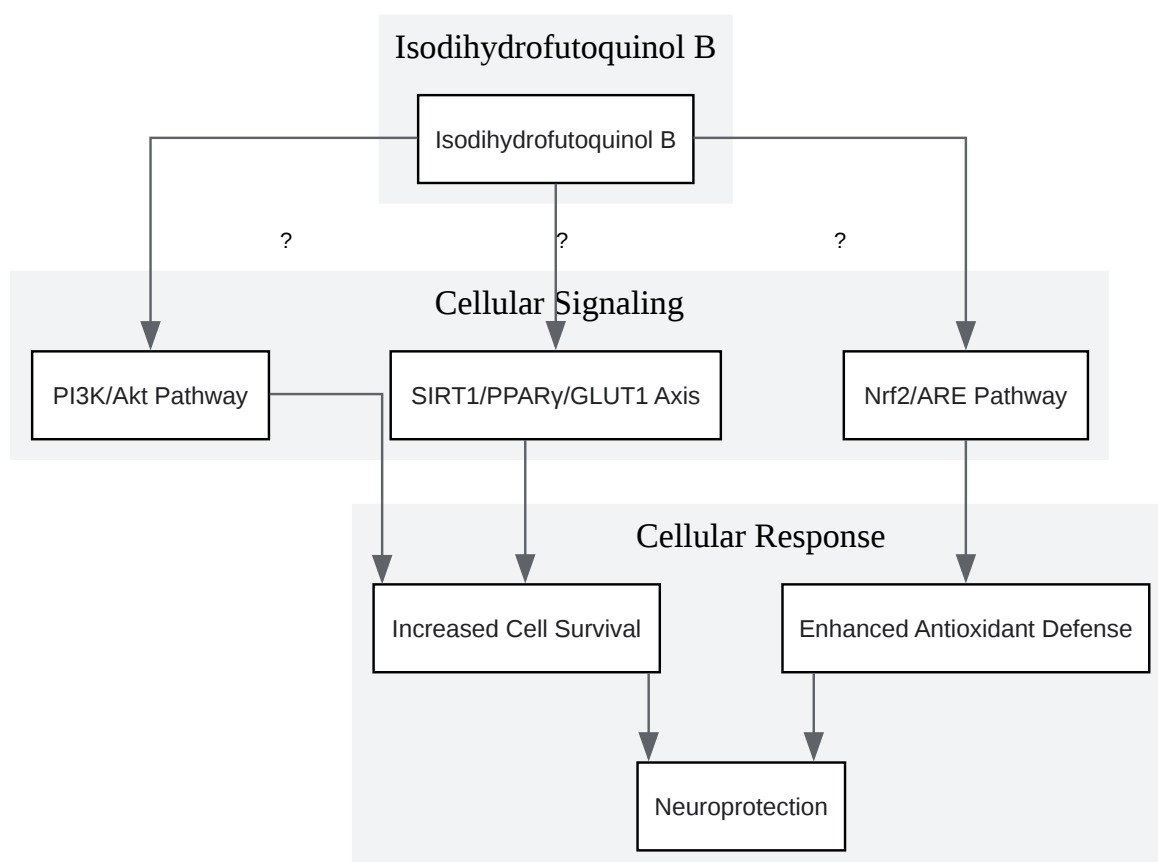 Isodihydrofutoquinol B
Isodihydrofutoquinol B
?
?
?
Cellular Signaling
PI3K/Akt Pathway
SIRT1/PPARγ/GLUT1 Axis
Nrf2/ARE Pathway
Cellular Response
Increased Cell Survival
Enhanced Antioxidant Defense
Neuroprotection